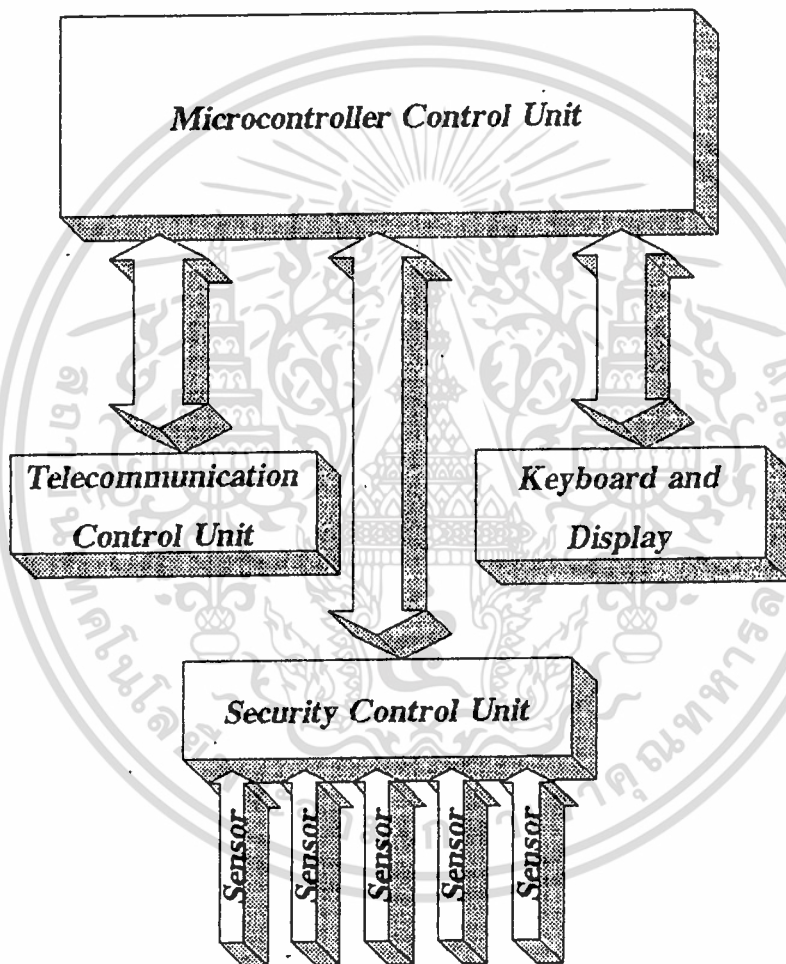 Microcontroller Control Unit
Telecommunication
Control Unit
Keyboard and
Display
Security Control Unit
Sensor
Sensor
Sensor
Sensor
Sensor